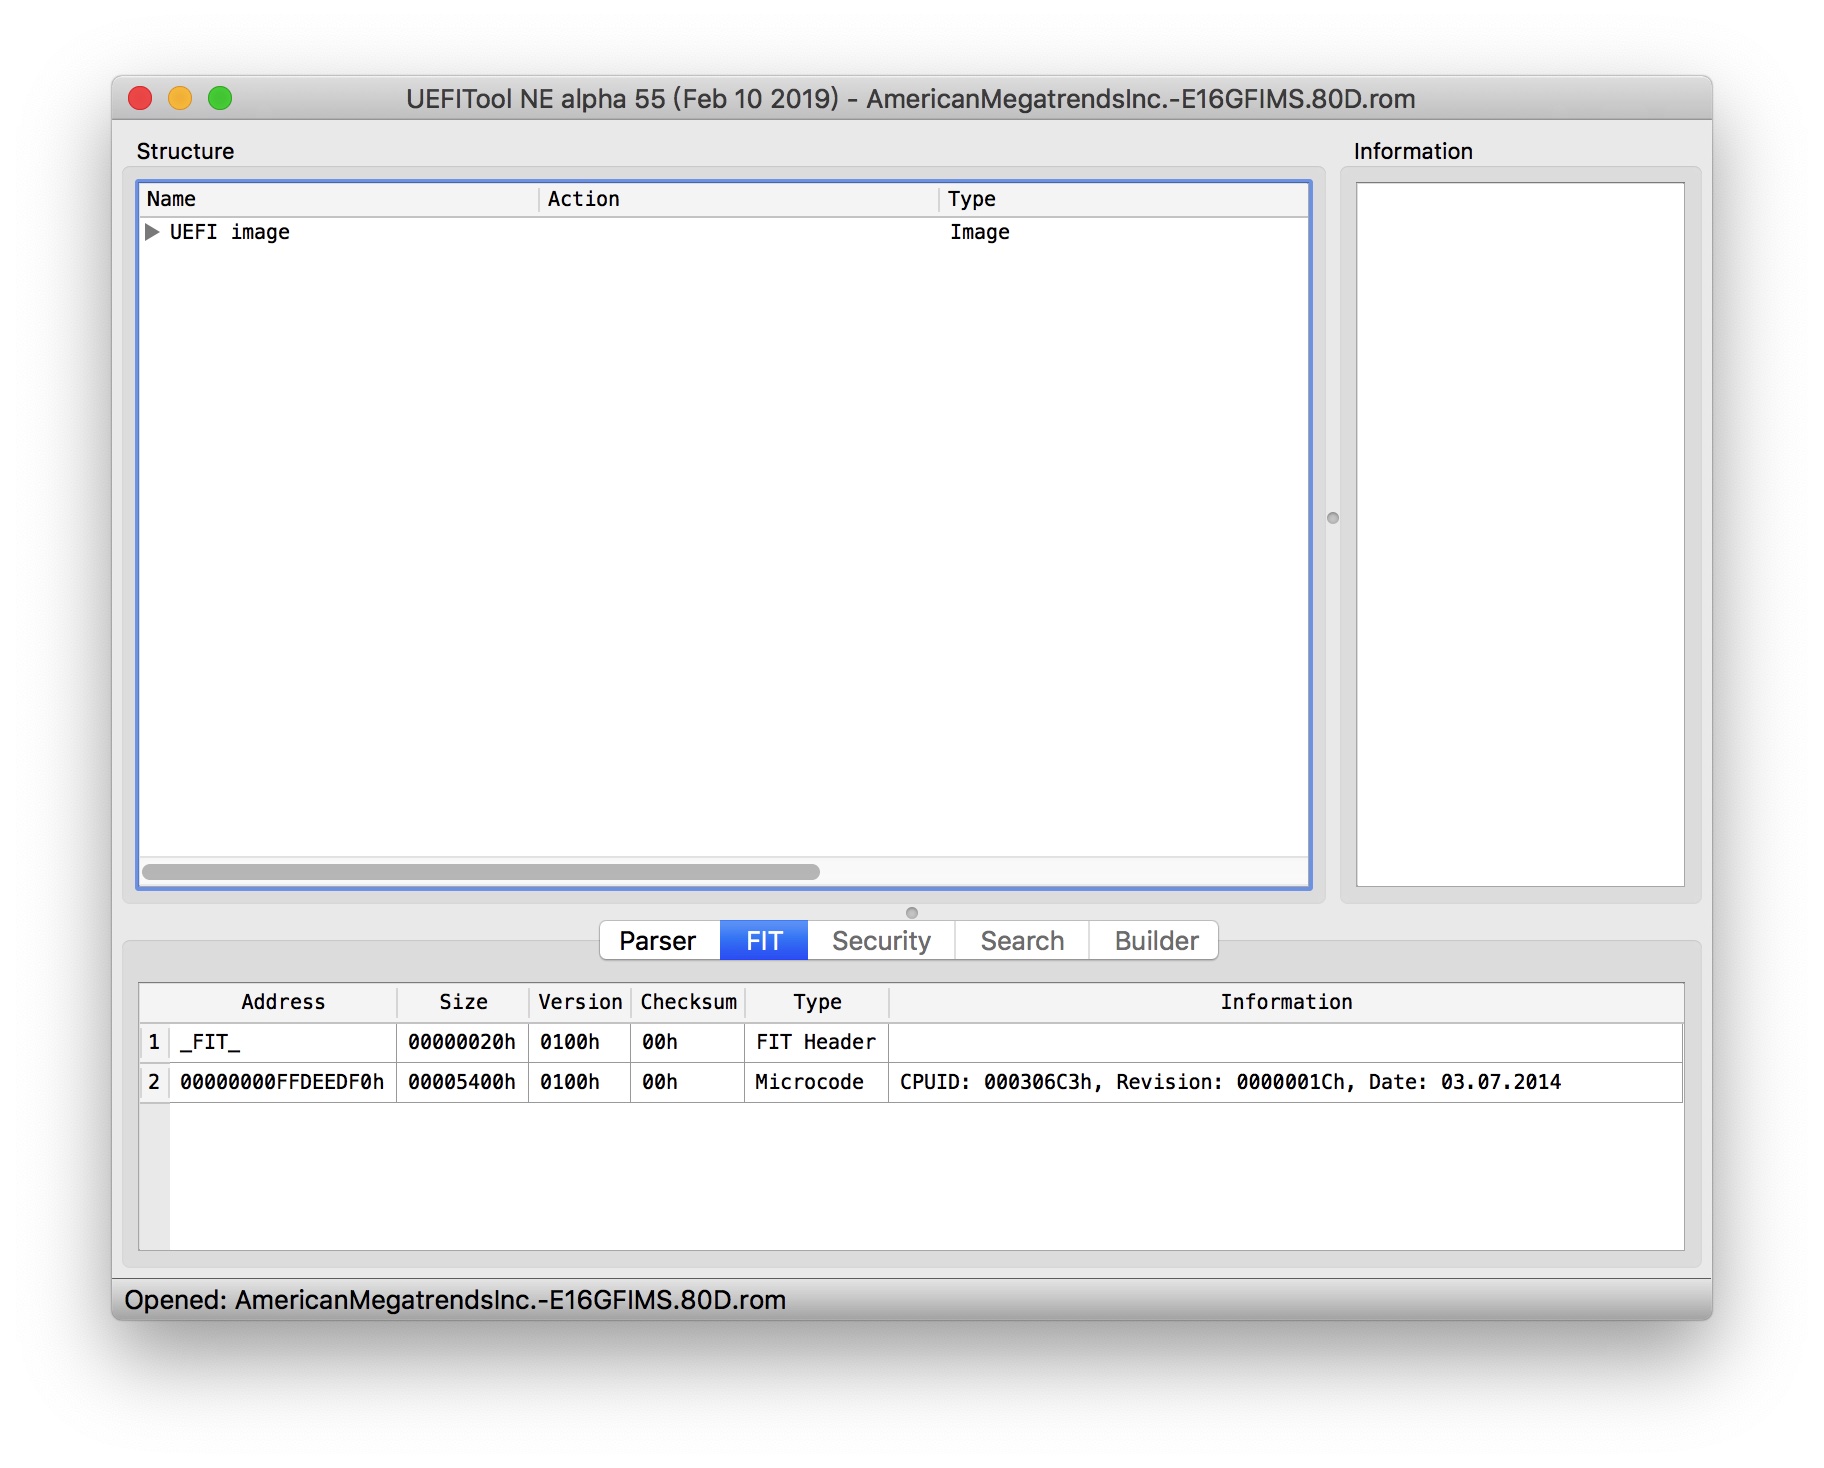 UEFITool NE alpha 55 (Feb 10 2019) - AmericanMegatrendsInc.-E16GFIMS.80D.rom
Structure
Information
Name Action Type
UEFI image Image
Parser FIT Security Search Builder
Address Size Version Checksum Type Information
1 _FIT_ 00000020h 0100h 00h FIT Header
2 00000000FFDEEDF0h 00005400h 0100h 00h Microcode CPUID: 000306C3h, Revision: 0000001Ch, Date: 03.07.2014
Opened: AmericanMegatrendsInc.-E16GFIMS.80D.rom